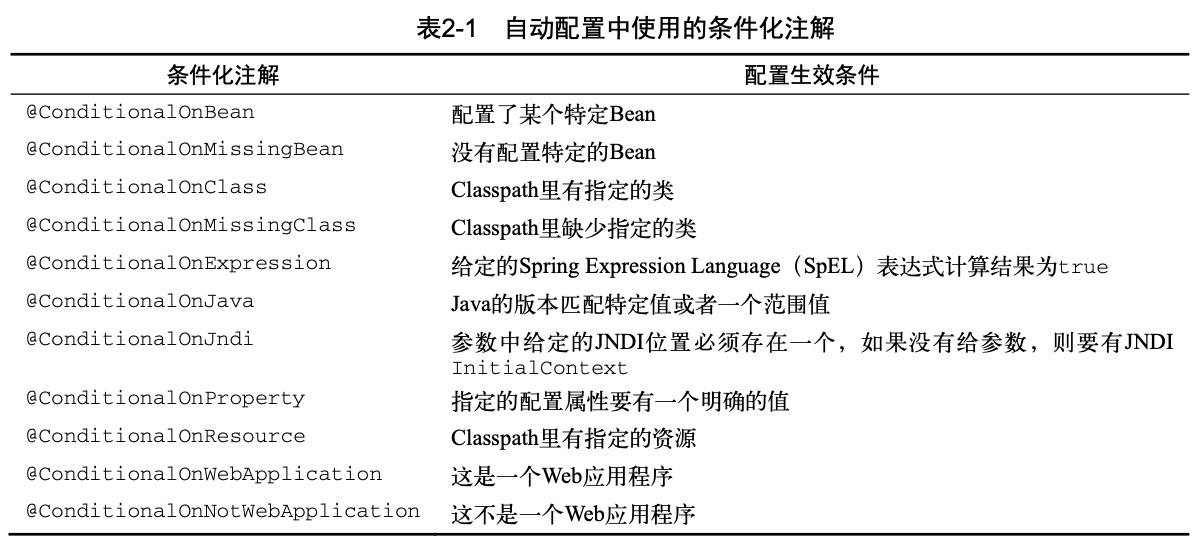 表2-1 自动配置中使用的条件化注解
条件化注解 配置生效条件
@ConditionalOnBean 配置了某个特定Bean
@ConditionalOnMissingBean 没有配置特定的Bean
@ConditionalOnClass Classpath里有指定的类
@ConditionalOnMissingClass Classpath里缺少指定的类
@ConditionalOnExpression 给定的Spring Expression Language（SpEL）表达式计算结果为true
@ConditionalOnJava Java的版本匹配特定值或者一个范围值
@ConditionalOnJndi 参数中给定的JNDI位置必须存在一个，如果没有给参数，则要有JNDI
InitialContext
@ConditionalOnProperty 指定的配置属性要有一个明确的值
@ConditionalOnResource Classpath里有指定的资源
@ConditionalOnWebApplication 这是一个Web应用程序
@ConditionalOnNotWebApplication 这不是一个Web应用程序